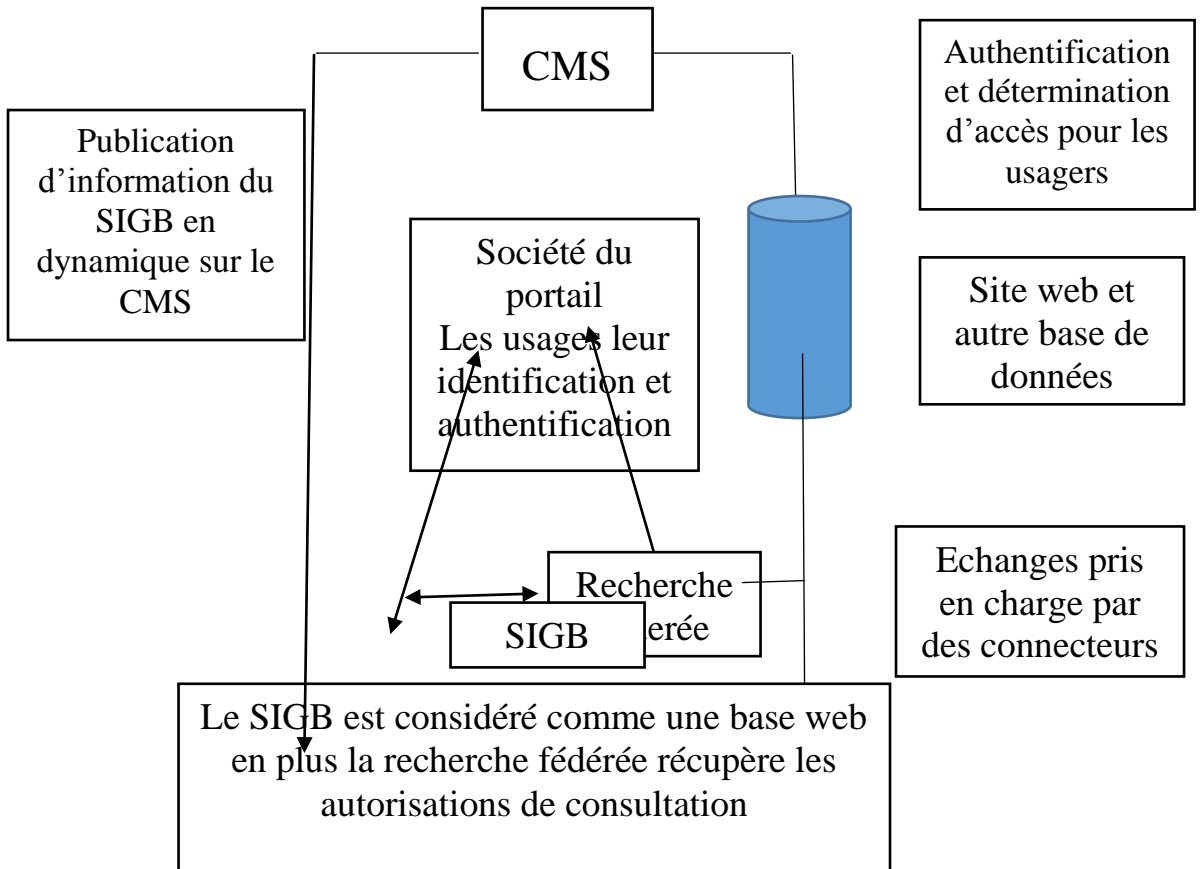 CMS
Authentification
et détermination
d’accès pour les
usagers
Publication
d’information du
SIGB en
dynamique sur le
CMS
Société du
portail
Les usages leur
identification et
authentification
Site web et
autre base de
données
Recherche
SIGB
Echanges pris
en charge par
des connecteurs
Le SIGB est considéré comme une base web
en plus la recherche fédérée récupère les
autorisations de consultation